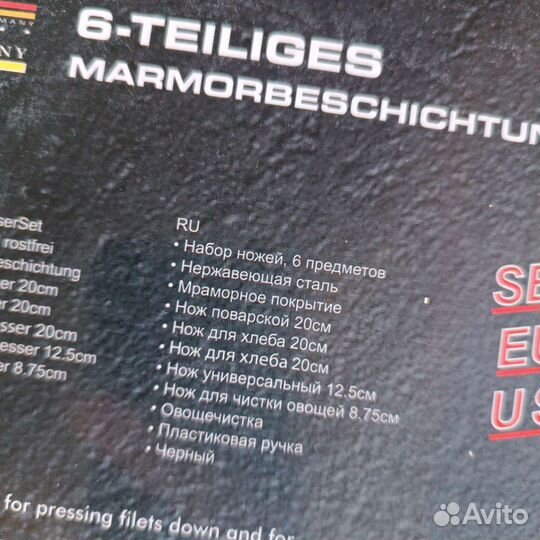 MANY
NY
6-TEILIGES
MARMORBESCHICHTUN
serSet
rostfrei
eschichtung
er 20cm
er 20cm
esser 20cm
esser 12.5cm
er 8.75cm
RU
• Набор ножей, 6 предметов
• Нержавеющая сталь
• Мраморное покрытие
• Нож поварской 20см
• Нож для хлеба 20см
• Нож для хлеба 20см
• Нож универсальный 12.5см
• Нож для чистки овощей 8.75см
• Овощечистка
• Пластиковая ручка
• Черный
SE
EU
US
for pressing filets down and for
Avito